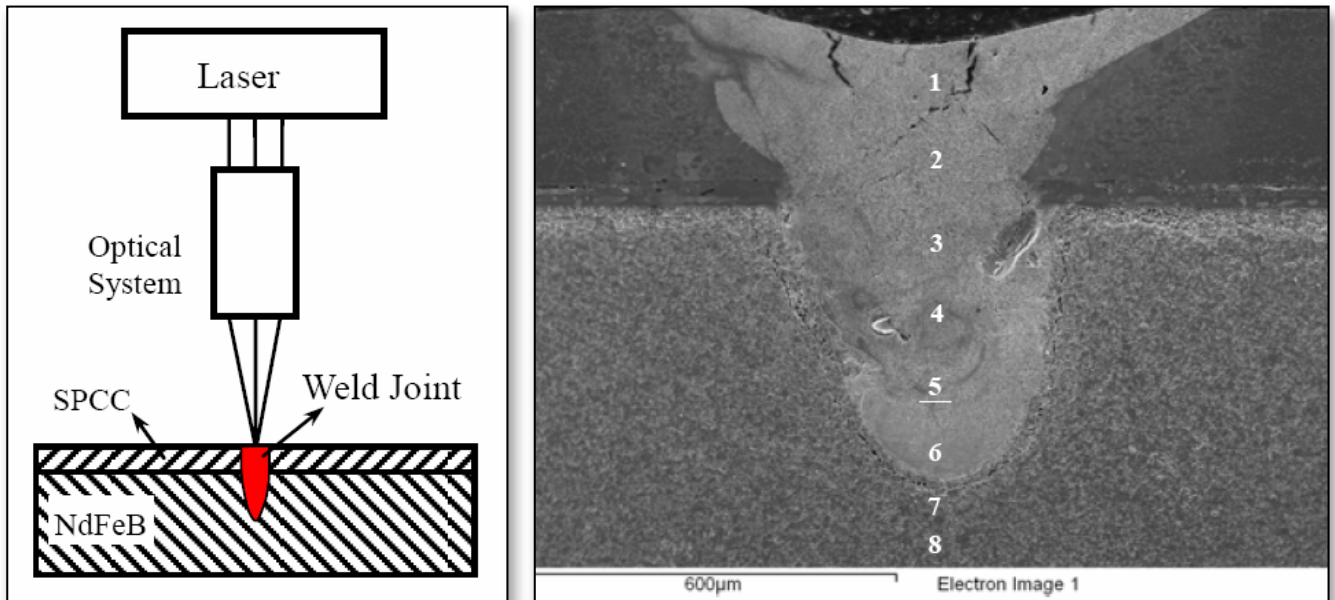 Laser
Optical
System
Weld Joint
SPCC
NdFeB
1
2
3
4
5
6
7
8
600μm
Electron Image 1